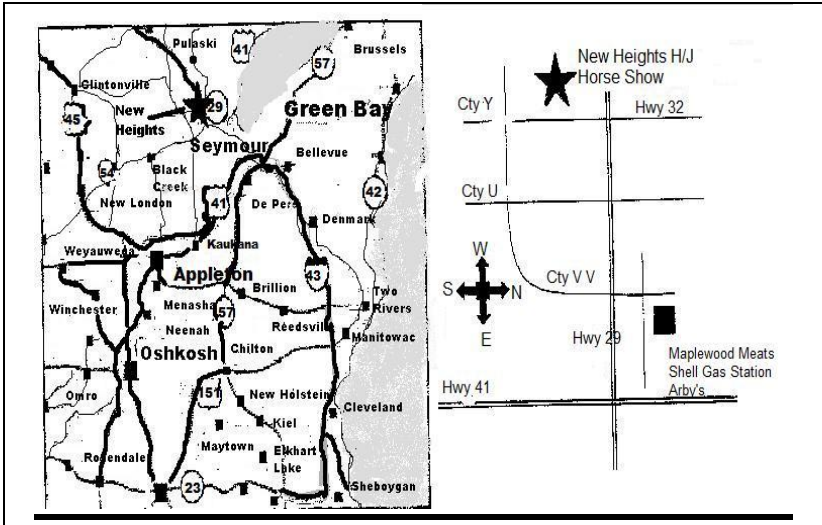 Pulaski
41
57
Brussels
Clintonville
New
Heights
29
Green Bay
45
Seymour
54
Black
Creek
Bellevue
New London
41
De Pere
42
Denmark
Weyauwega
Kaukana
Appleton
43
Brillion
Two
Rivers
Winchester
Menasha
57
Neenah
Reedsville
Manitowac
Oshkosh
Chilton
151
Omro
New Holstein
Cleveland
Kiel
Maytown
Elkhart
Lake
Rosendale
23
Sheboygan
New Heights H/J
Horse Show
Cty Y
Hwy 32
Cty U
W
S
N
E
Cty V V
Hwy 29
Maplewood Meats
Shell Gas Station
Arby's
Hwy 41